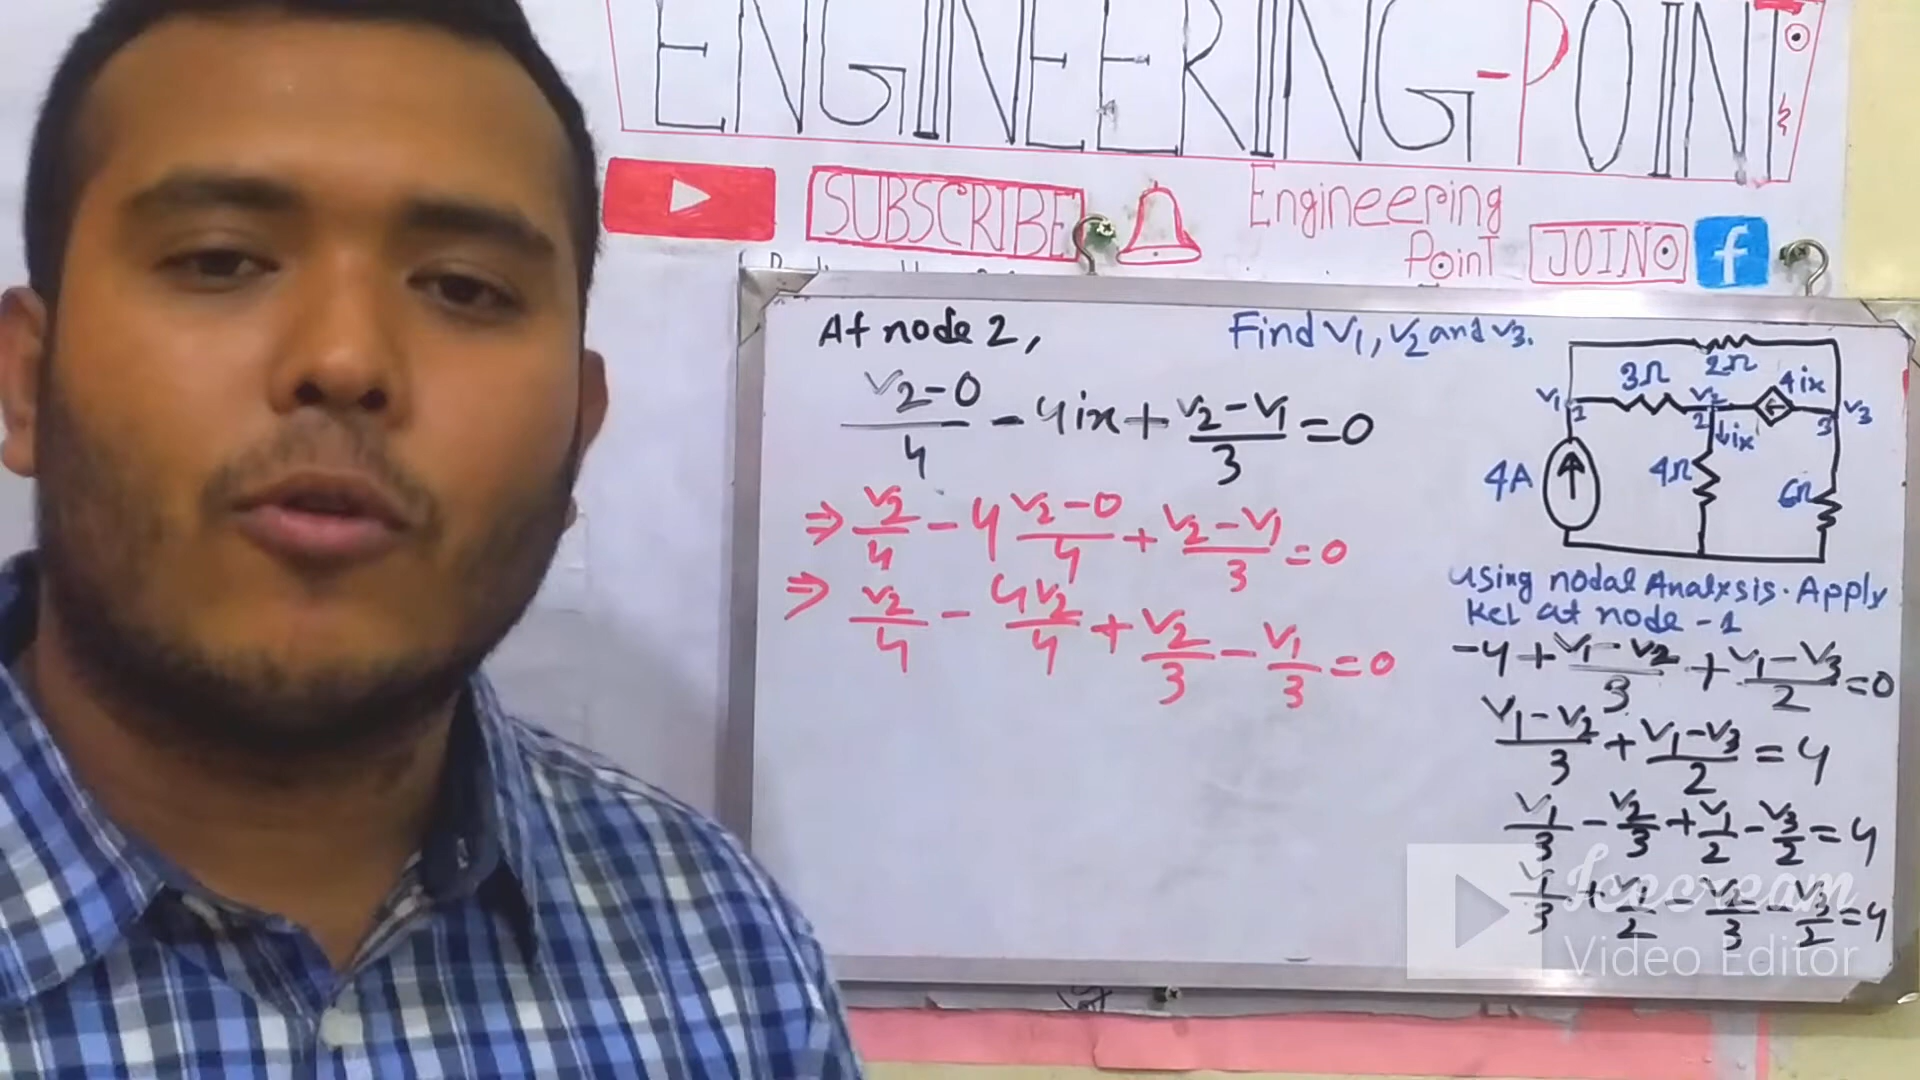 ENGINEERING-POINT
SUBSCRIBE
Engineering
Point
JOIN
f
At node 2,
(v2-0)/4 - 4ix + (v2-v1)/3 = 0
⇒ v2/4 - 4 (v2-0)/4 + (v2-v1)/3 = 0
⇒ v2/4 - 4v2/4 + v2/3 - v1/3 = 0
Find v1, v2 and v3.
2Ω
3Ω
4ix
v1
1
v2
2
3
v3
↓ix
4A
4Ω
6Ω
Using nodal Analysis. Apply
KCL at node -1
-4 + (v1-v2)/3 + (v1-v3)/2 = 0
(v1-v2)/3 + (v1-v3)/2 = 4
v1/3 - v2/3 + v1/2 - v3/2 = 4
v1/3 + v1/2 - v2/3 - v3/2 = 4
Icecream
Video Editor